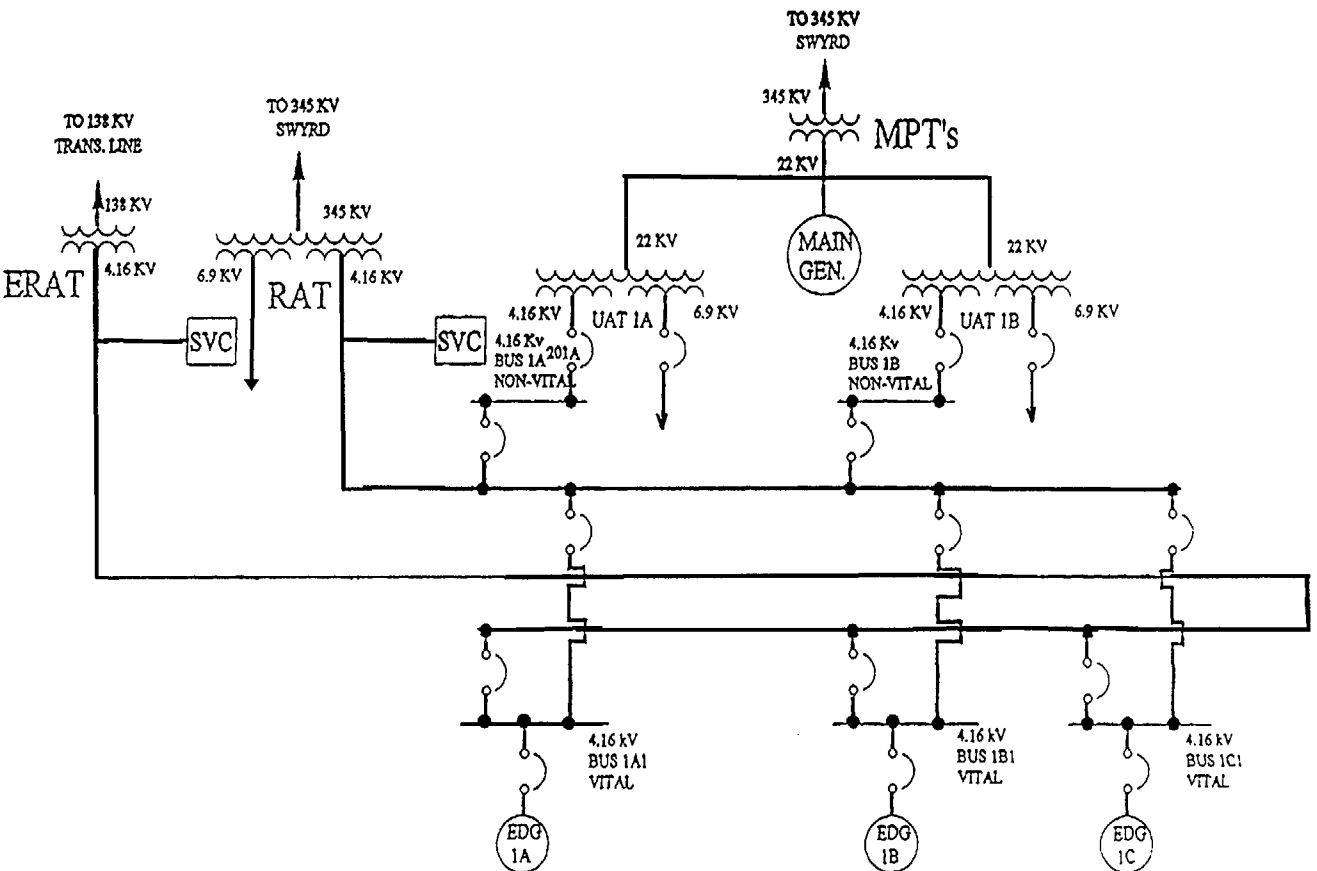 TO 345 KV
SWYRD
345 KV
MPT's
22 KV
TO 138 KV
TRANS. LINE
TO 345 KV
SWYRD
138 KV
345 KV
4.16 KV
ERAT
6.9 KV
RAT
4.16 KV
SVC
SVC
22 KV
MAIN
GEN.
22 KV
4.16 KV
UAT 1A
6.9 KV
4.16 KV
UAT 1B
6.9 KV
4.16 Kv
BUS 1A
NON-VITAL
201A
4.16 Kv
BUS 1B
NON-VITAL
4.16 kV
BUS 1A1
VITAL
4.16 kV
BUS 1B1
VITAL
4.16 kV
BUS 1C1
VITAL
EDG
1A
EDG
1B
EDG
1C